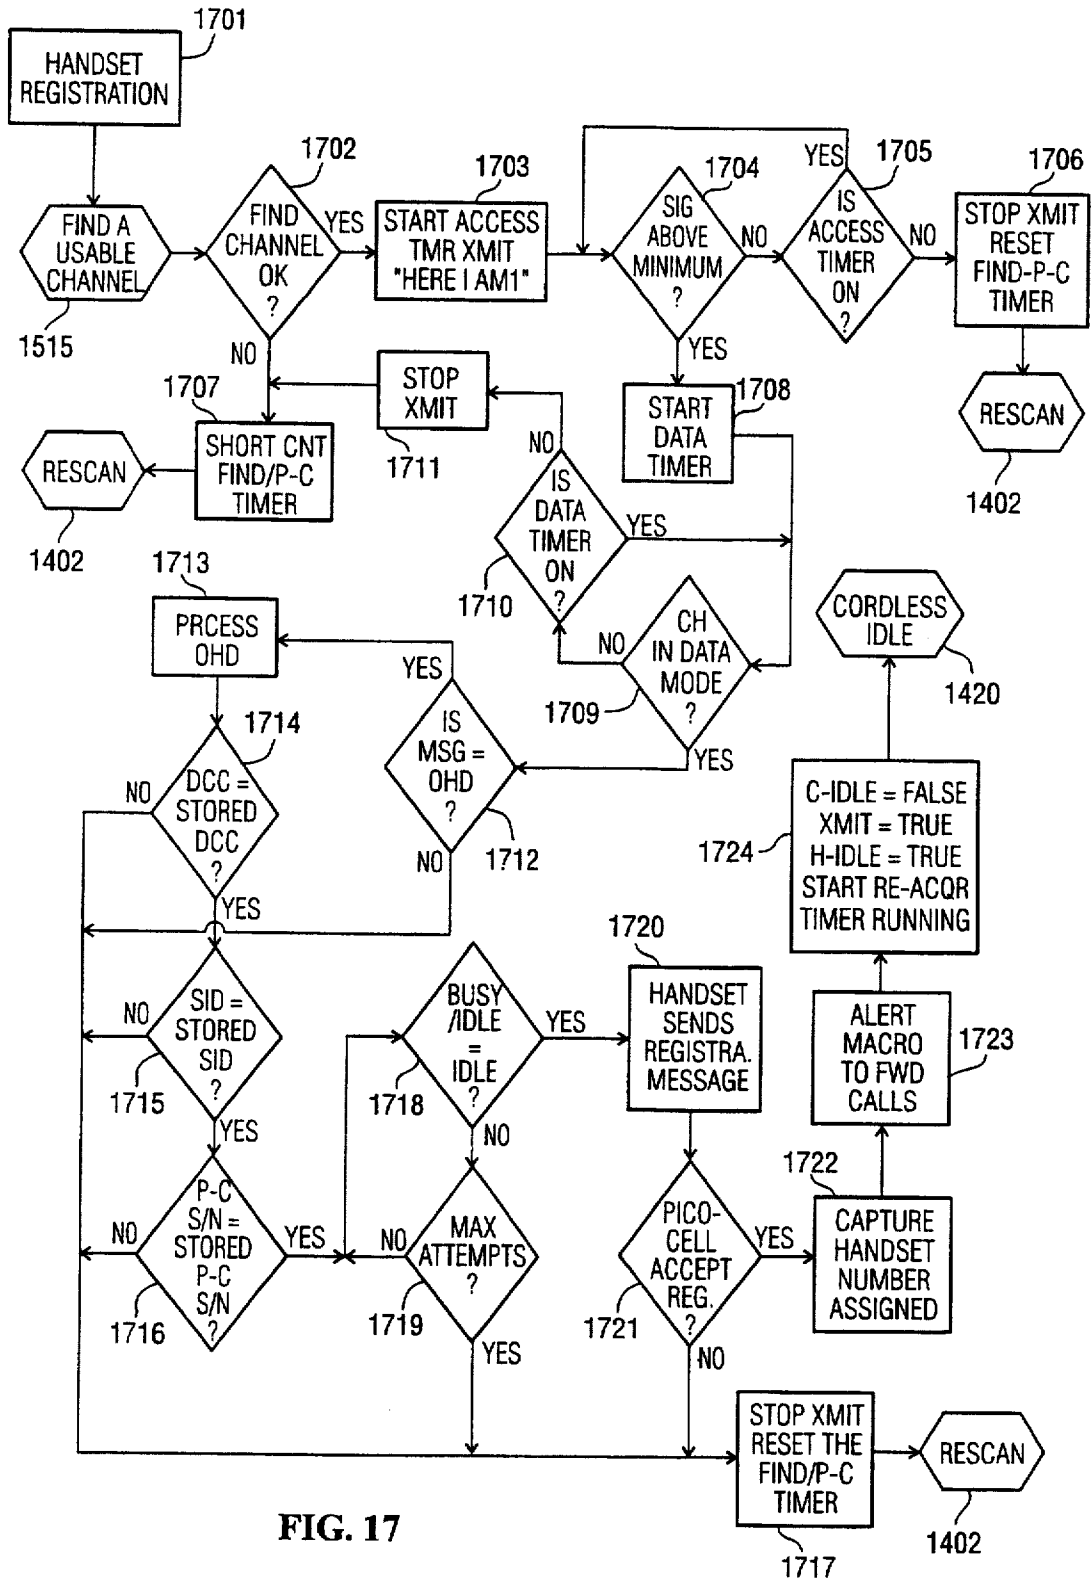 1701
HANDSET
REGISTRATION
1702
1703
1704
1705
1706
FIND A
USABLE
CHANNEL
1515
FIND
CHANNEL
OK
?
YES
NO
START ACCESS
TMR XMIT
"HERE I AM1"
SIG
ABOVE
MINIMUM
?
NO
YES
YES
IS
ACCESS
TIMER
ON
?
NO
STOP XMIT
RESET
FIND-P-C
TIMER
RESCAN
1402
1707
SHORT CNT
FIND/P-C
TIMER
RESCAN
1402
STOP
XMIT
1711
1708
START
DATA
TIMER
NO
IS
DATA
TIMER
ON
?
YES
1710
NO
CH
IN DATA
MODE
?
1709
YES
CORDLESS
IDLE
1420
1713
PRCESS
OHD
YES
IS
MSG =
OHD
?
1712
NO
1714
NO
DCC =
STORED
DCC
?
YES
C-IDLE = FALSE
XMIT = TRUE
H-IDLE = TRUE
START RE-ACQR
TIMER RUNNING
1724
NO
SID =
STORED
SID
?
1715
YES
BUSY
/IDLE
=
IDLE
?
YES
1718
NO
1720
HANDSET
SENDS
REGISTRA.
MESSAGE
ALERT
MACRO
TO FWD
CALLS
1723
NO
P-C
S/N =
STORED
P-C
S/N
?
YES
1716
NO
MAX
ATTEMPTS
?
1719
YES
PICO-
CELL
ACCEPT
REG.
?
YES
1721
NO
1722
CAPTURE
HANDSET
NUMBER
ASSIGNED
STOP XMIT
RESET THE
FIND/P-C
TIMER
1717
RESCAN
1402
FIG. 17